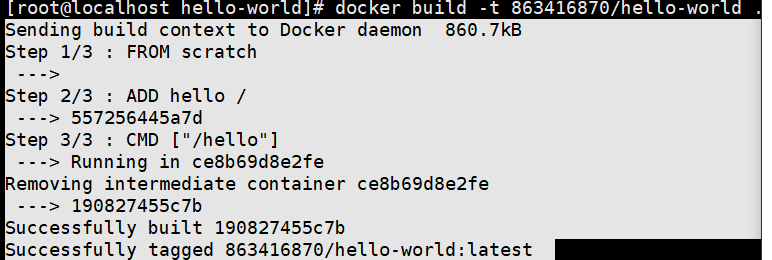 [root@localhost hello-world]# docker build -t 863416870/hello-world .
Sending build context to Docker daemon  860.7kB
Step 1/3 : FROM scratch
 --->
Step 2/3 : ADD hello /
 ---> 557256445a7d
Step 3/3 : CMD ["/hello"]
 ---> Running in ce8b69d8e2fe
Removing intermediate container ce8b69d8e2fe
 ---> 190827455c7b
Successfully built 190827455c7b
Successfully tagged 863416870/hello-world:latest